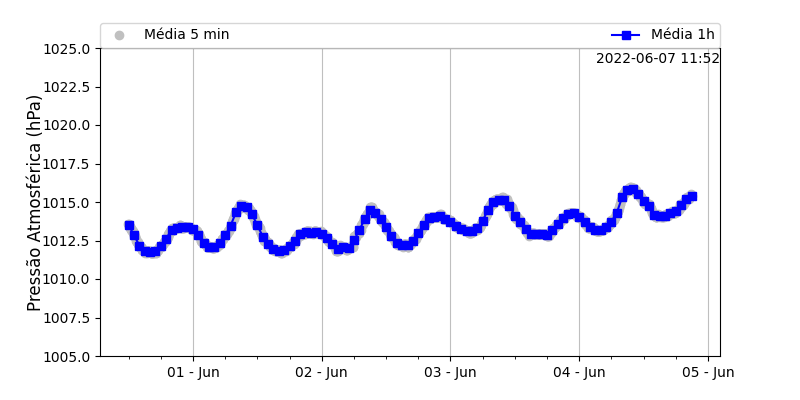 Média 5 min
Média 1h
2022-06-07 11:52
Pressão Atmosférica (hPa)
1025.0
1022.5
1020.0
1017.5
1015.0
1012.5
1010.0
1007.5
1005.0
01 - Jun
02 - Jun
03 - Jun
04 - Jun
05 - Jun